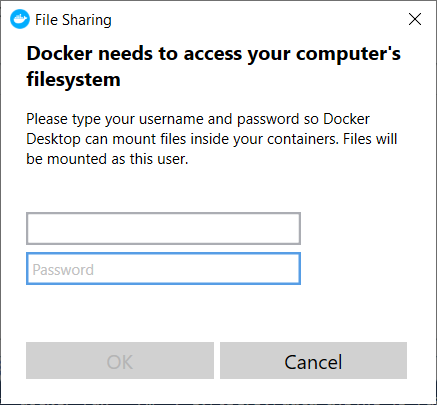 File Sharing
Docker needs to access your computer's
filesystem
Please type your username and password so Docker
Desktop can mount files inside your containers. Files will
be mounted as this user.
Password
OK
Cancel